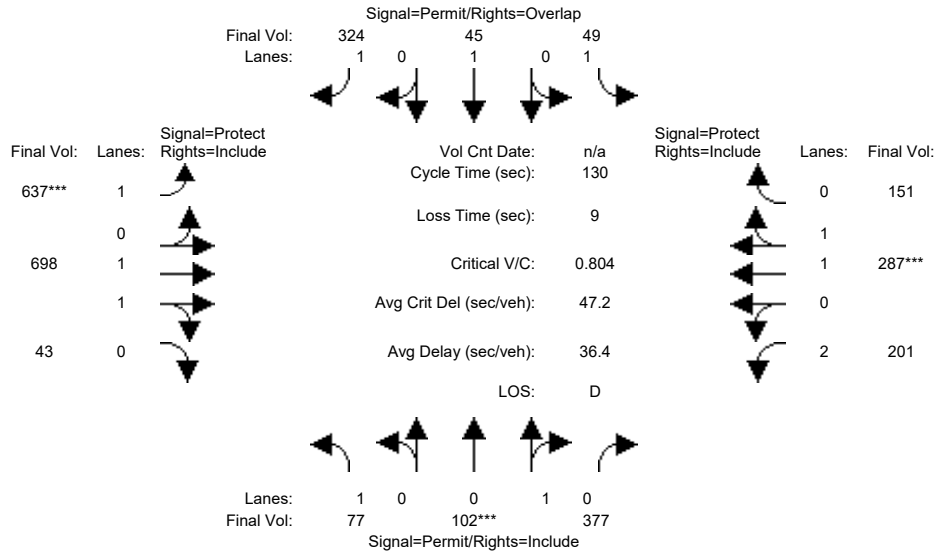 Signal=Permit/Rights=Overlap
Final Vol: 324 45 49
Lanes: 1 0 1 0 1
Signal=Protect
Final Vol: Lanes: Rights=Include
Vol Cnt Date: n/a
Signal=Protect
Rights=Include Lanes: Final Vol:
Cycle Time (sec): 130
637*** 1
0 151
Loss Time (sec): 9
0
1
698 1
Critical V/C: 0.804
1 287***
1
Avg Crit Del (sec/veh): 47.2
0
43 0
Avg Delay (sec/veh): 36.4
2 201
LOS: D
Lanes: 1 0 0 1 0
Final Vol: 77 102*** 377
Signal=Permit/Rights=Include